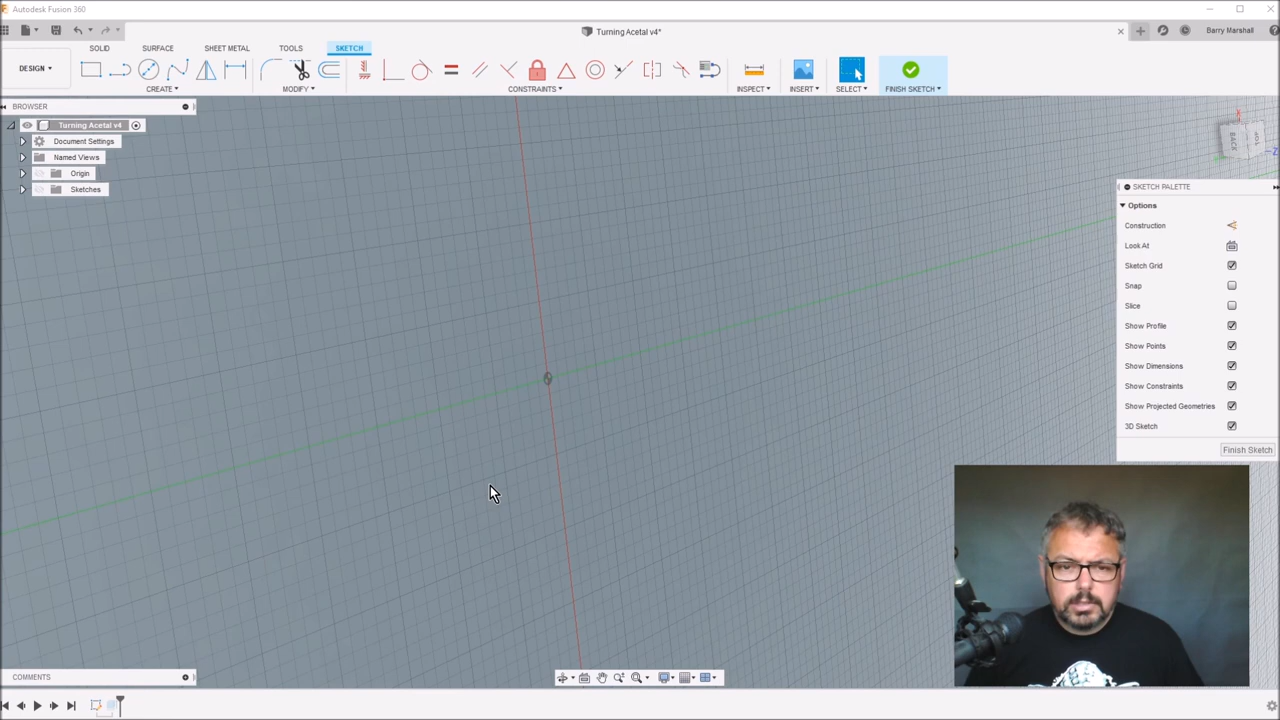 Autodesk Fusion 360
Turning Acetal v4*
Barry Marshall
SOLID SURFACE SHEET METAL TOOLS SKETCH
DESIGN
CREATE MODIFY CONSTRAINTS INSPECT INSERT SELECT FINISH SKETCH
BROWSER
Turning Acetal v4
Document Settings
Named Views
Origin
Sketches
X
BACK
Z
SKETCH PALETTE
Options
Construction
Look At
Sketch Grid
Snap
Slice
Show Profile
Show Points
Show Dimensions
Show Constraints
Show Projected Geometries
3D Sketch
Finish Sketch
COMMENTS